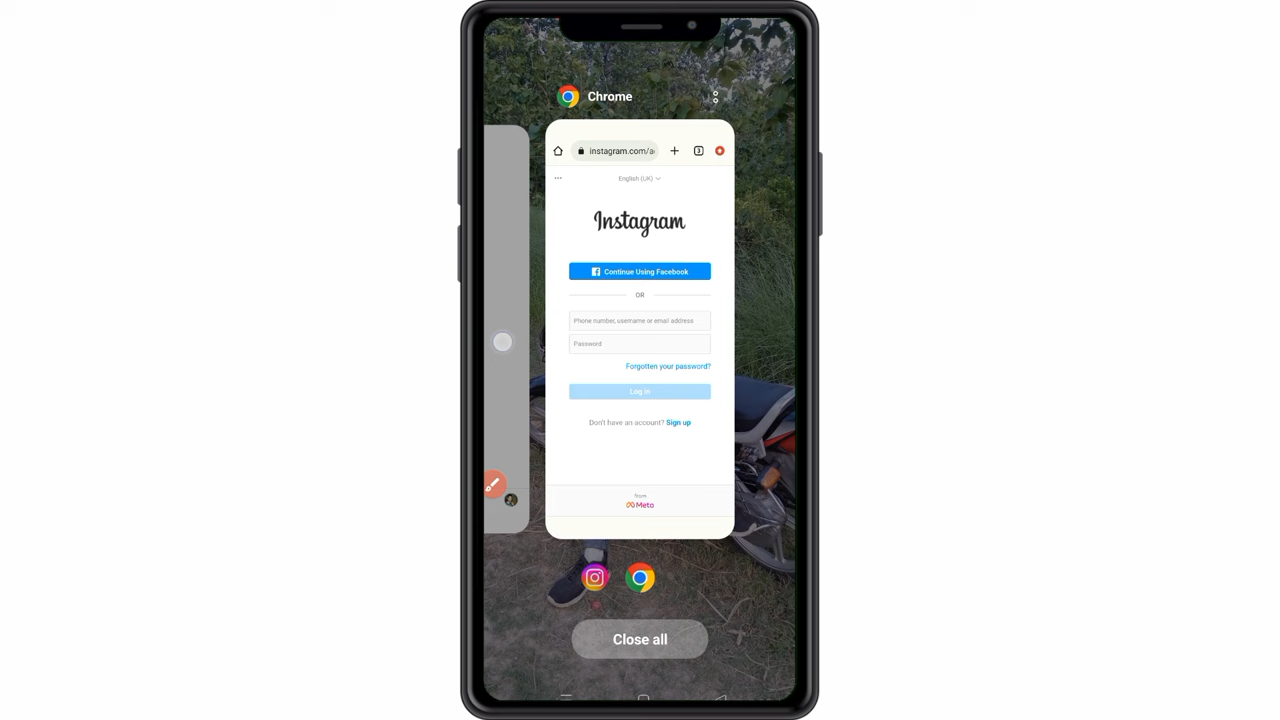 Chrome
instagram.com/a
3
English (UK)
Instagram
Continue Using Facebook
OR
Phone number, username or email address
Password
Forgotten your password?
Log in
Don't have an account? Sign up
from
Meta
Close all